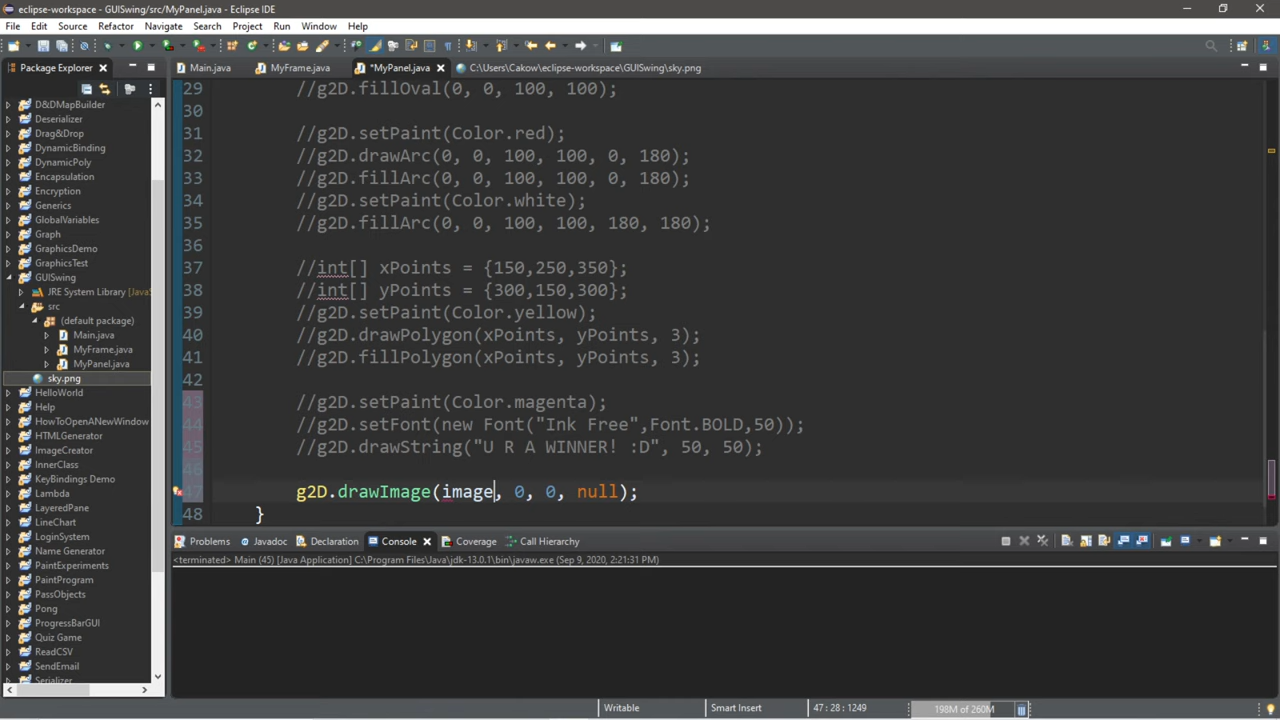 eclipse-workspace - GUISwing/src/MyPanel.java - Eclipse IDE
File Edit Source Refactor Navigate Search Project Run Window Help
Package Explorer
Main.java MyFrame.java *MyPanel.java C:\Users\Cakow\eclipse-workspace\GUISwing\sky.png
D&DMapBuilder
Deserializer
Drag&Drop
DynamicBinding
DynamicPoly
Encapsulation
Encryption
Generics
GlobalVariables
Graph
GraphicsDemo
GraphicsTest
GUISwing
JRE System Library [JavaS
src
(default package)
Main.java
MyFrame.java
MyPanel.java
sky.png
HelloWorld
Help
HowToOpenANewWindow
HTMLGenerator
ImageCreator
InnerClass
KeyBindings Demo
Lambda
LayeredPane
LineChart
LoginSystem
Name Generator
PaintExperiments
PaintProgram
PassObjects
Pong
ProgressBarGUI
Quiz Game
ReadCSV
SendEmail
Serializer
29 //g2D.fillOval(0, 0, 100, 100);
30
31 //g2D.setPaint(Color.red);
32 //g2D.drawArc(0, 0, 100, 100, 0, 180);
33 //g2D.fillArc(0, 0, 100, 100, 0, 180);
34 //g2D.setPaint(Color.white);
35 //g2D.fillArc(0, 0, 100, 100, 180, 180);
36
37 //int[] xPoints = {150,250,350};
38 //int[] yPoints = {300,150,300};
39 //g2D.setPaint(Color.yellow);
40 //g2D.drawPolygon(xPoints, yPoints, 3);
41 //g2D.fillPolygon(xPoints, yPoints, 3);
42
43 //g2D.setPaint(Color.magenta);
44 //g2D.setFont(new Font("Ink Free",Font.BOLD,50));
45 //g2D.drawString("U R A WINNER! :D", 50, 50);
46
47 g2D.drawImage(image, 0, 0, null);
48 }
Problems Javadoc Declaration Console Coverage Call Hierarchy
<terminated> Main (45) [Java Application] C:\Program Files\Java\jdk-13.0.1\bin\javaw.exe (Sep 9, 2020, 2:21:31 PM)
Writable Smart Insert 47 : 28 : 1249 198M of 260M